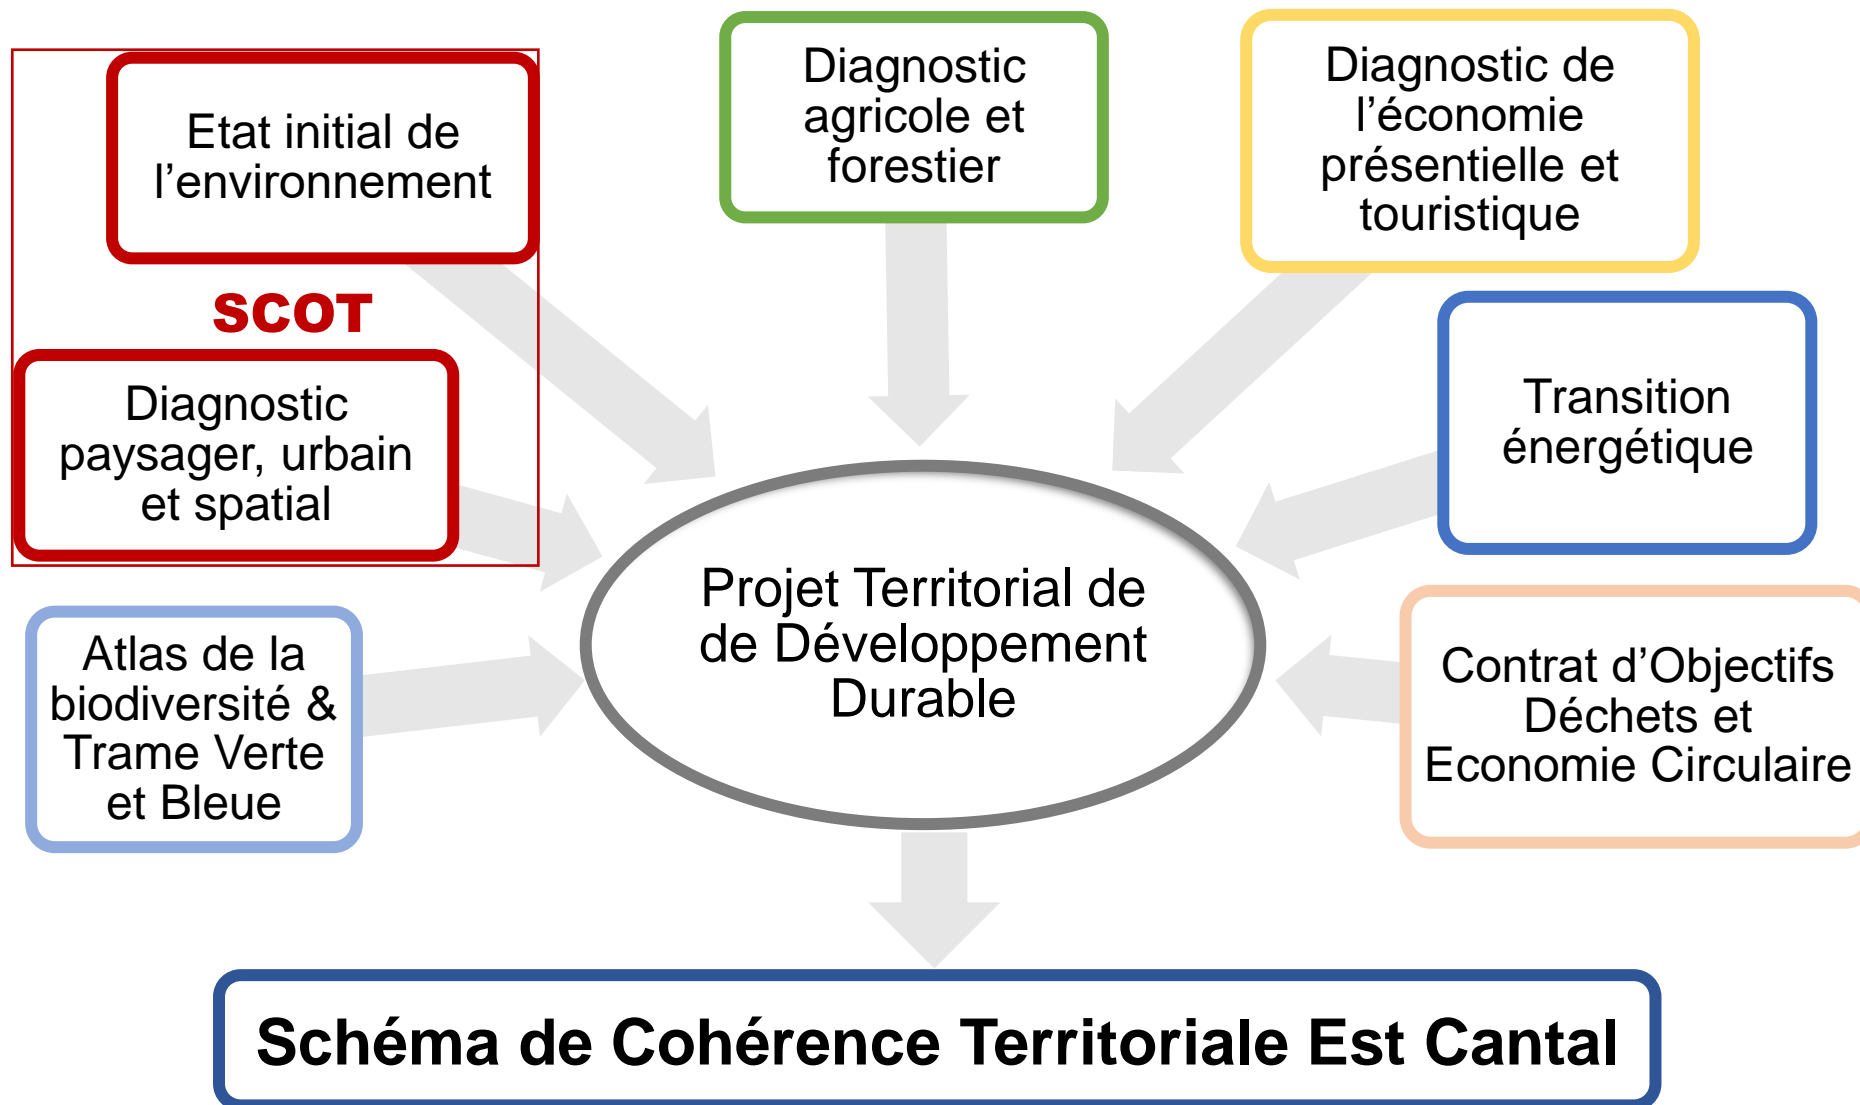 Etat initial de
l’environnement
SCOT
Diagnostic
paysager, urbain
et spatial
Atlas de la
biodiversité &
Trame Verte
et Bleue
Diagnostic
agricole et
forestier
Diagnostic de
l’économie
présentielle et
touristique
Transition
énergétique
Contrat d’Objectifs
Déchets et
Economie Circulaire
Projet Territorial de
de Développement
Durable
Schéma de Cohérence Territoriale Est Cantal